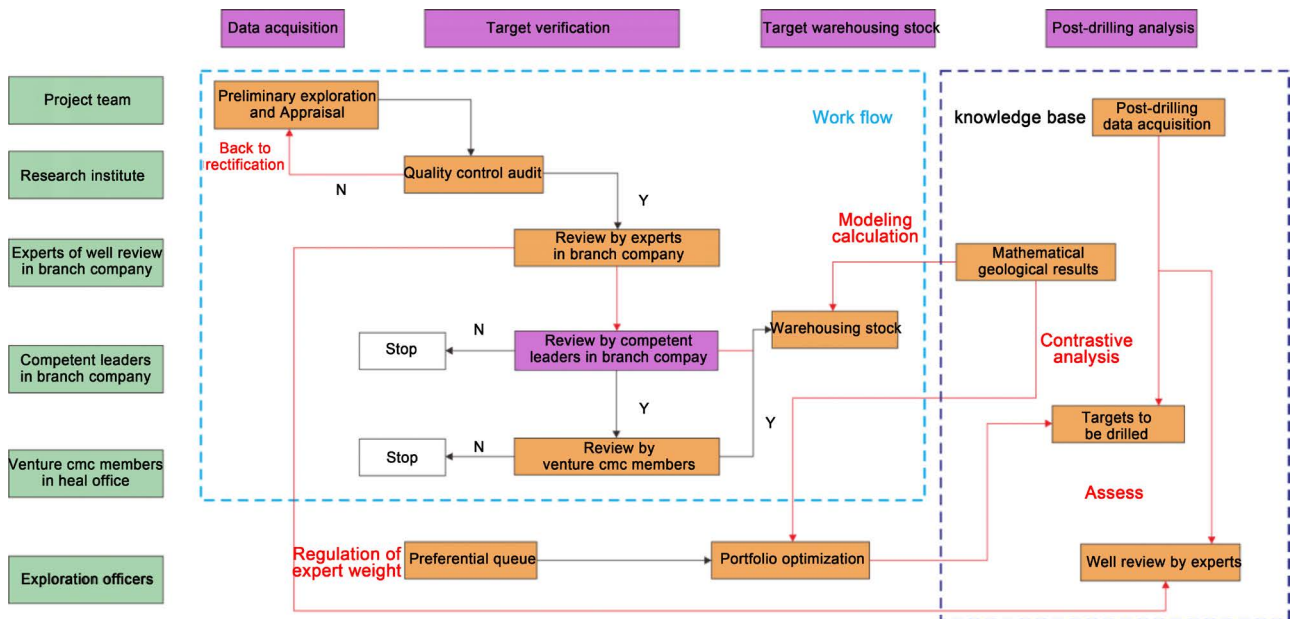 Data acquisition
Target verification
Target warehousing stock
Post-drilling analysis
Project team
Preliminary exploration
and Appraisal
Work flow
knowledge base
Post-drilling
data acquisition
Back to
rectification
Research institute
N
Quality control audit
Y
Experts of well review
in branch company
Review by experts
in branch company
Modeling
calculation
Mathematical
geological results
Competent leaders
in branch company
Stop
N
Review by competent
leaders in branch compay
Warehousing stock
Contrastive
analysis
Y
Y
Targets to
be drilled
Venture cmc members
in heal office
Stop
N
Review by
venture cmc members
Assess
Exploration officers
Regulation of
expert weight
Preferential queue
Portfolio optimization
Well review by experts